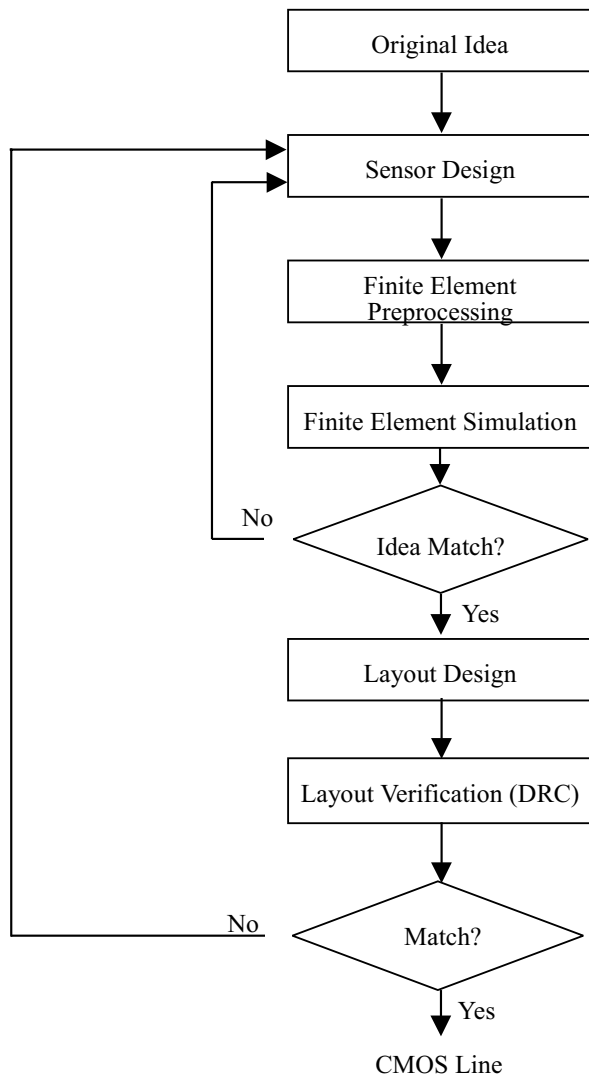 Original Idea
Sensor Design
Finite Element
Preprocessing
Finite Element Simulation
No
Idea Match?
Yes
Layout Design
Layout Verification (DRC)
No
Match?
Yes
CMOS Line